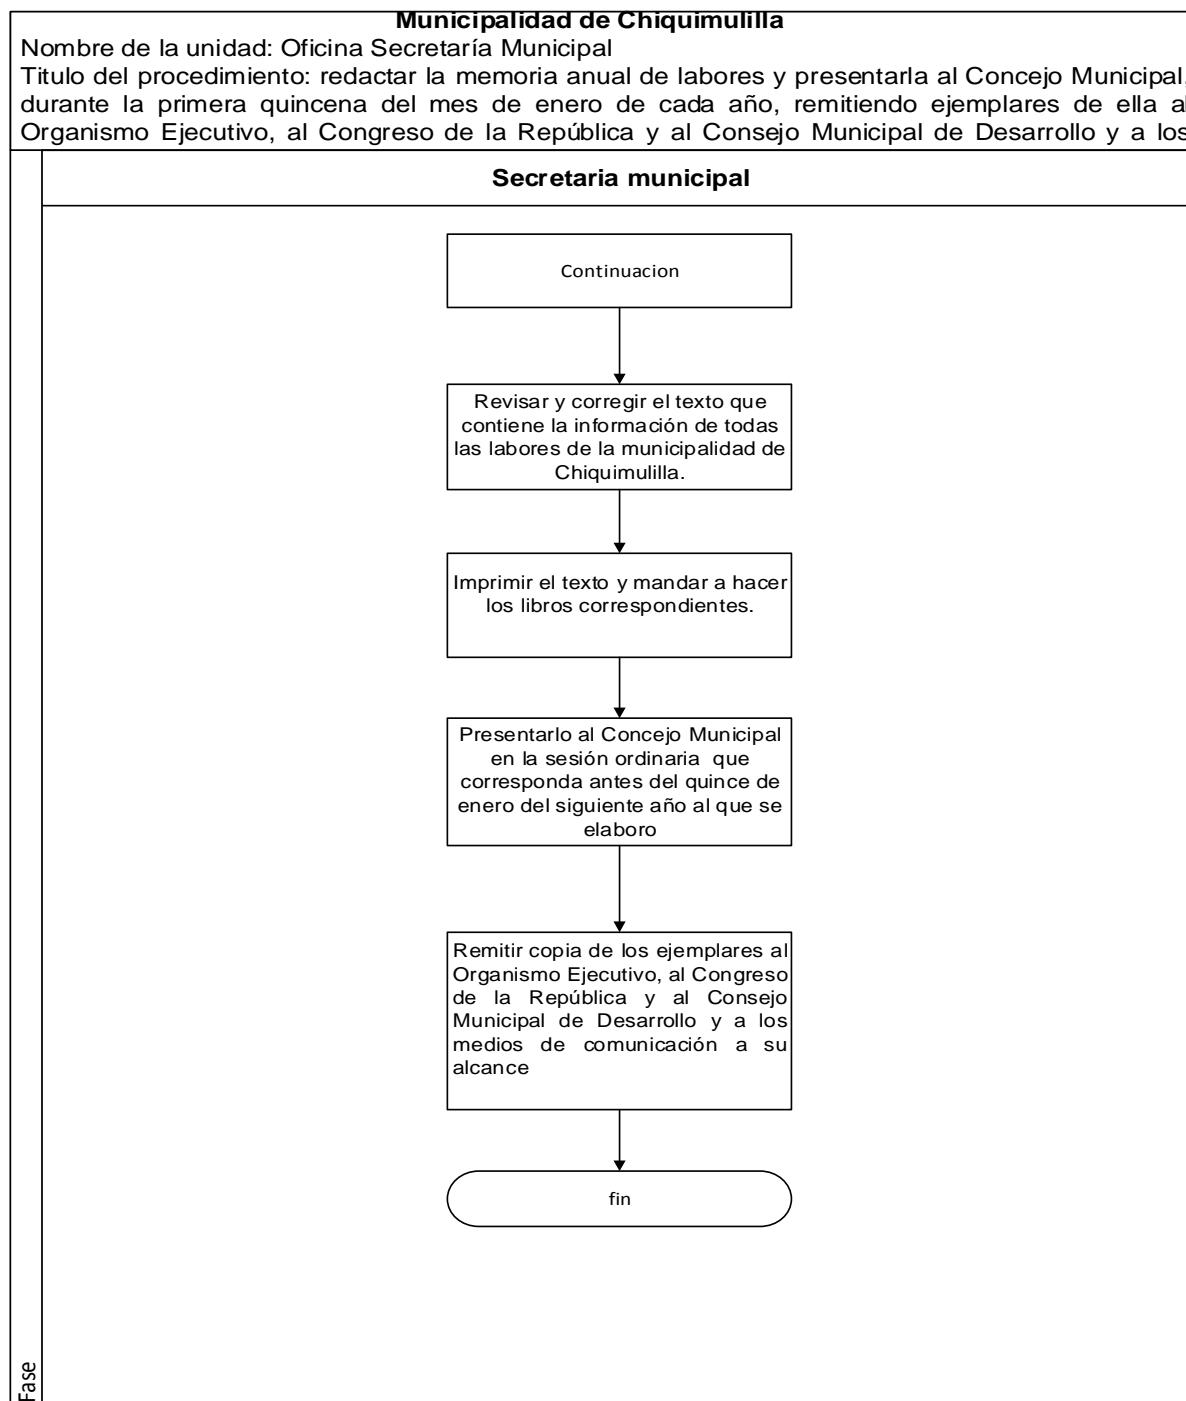 Municipalidad de Chiquimulilla
Nombre de la unidad: Oficina Secretaría Municipal
Titulo del procedimiento: redactar la memoria anual de labores y presentarla al Concejo Municipal,
durante la primera quincena del mes de enero de cada año, remitiendo ejemplares de ella al
Organismo Ejecutivo, al Congreso de la República y al Consejo Municipal de Desarrollo y a los
Secretaria municipal
Continuacion
Revisar y corregir el texto que
contiene la información de todas
las labores de la municipalidad de
Chiquimulilla.
Imprimir el texto y mandar a hacer
los libros correspondientes.
Presentarlo al Concejo Municipal
en la sesión ordinaria que
corresponda antes del quince de
enero del siguiente año al que se
elaboro
Remitir copia de los ejemplares al
Organismo Ejecutivo, al Congreso
de la República y al Consejo
Municipal de Desarrollo y a los
medios de comunicación a su
alcance
fin
Fase